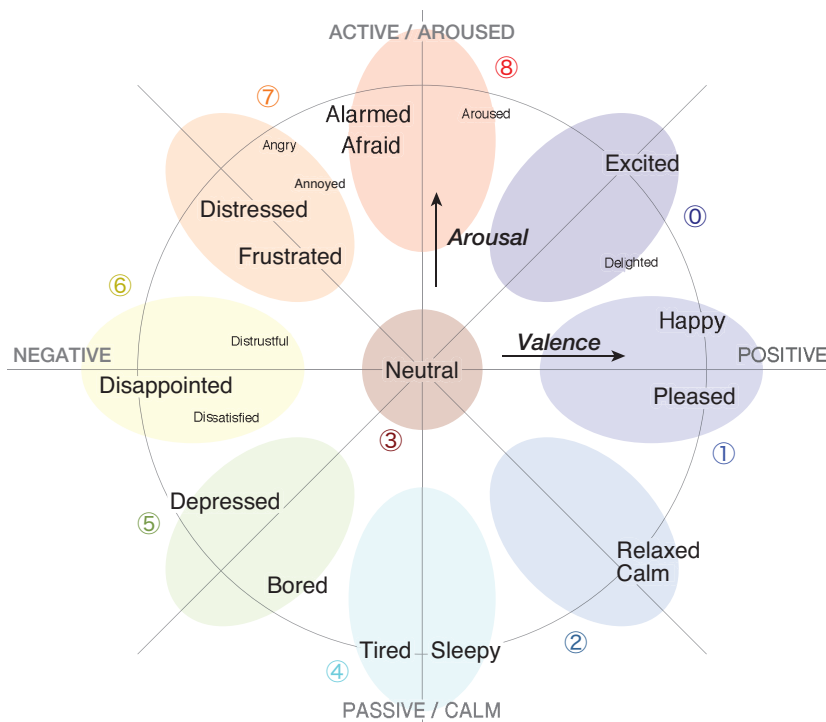 ACTIVE / AROUSED
⑧
⑦
Alarmed
Aroused
Afraid
Angry
Excited
Annoyed
Distressed
⓪
Arousal
Frustrated
Delighted
⑥
Happy
Distrustful
Valence
NEGATIVE
POSITIVE
Neutral
Disappointed
Pleased
Dissatisfied
③
①
Depressed
⑤
Relaxed
Calm
Bored
②
Tired
Sleepy
④
PASSIVE / CALM